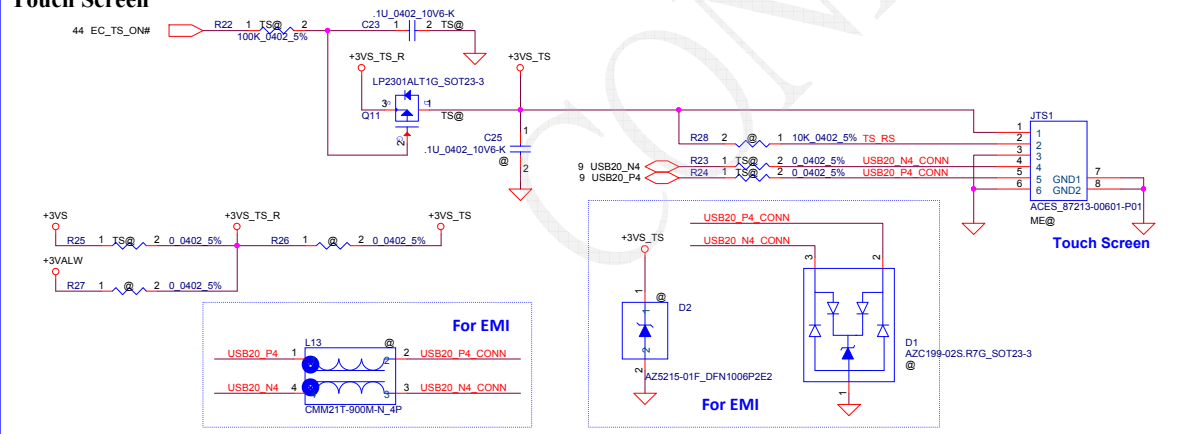 Touch Screen
44 EC_TS_ON#
R22 1 TS@ 2
100K_0402_5%
.1U_0402_10V6-K
C23 1 2 TS@
+3VS_TS_R
+3VS_TS
LP2301ALT1G_SOT23-3
3 1
Q11 TS@
2
C25 1
.1U_0402_10V6-K
@ 2
R28 2 @ 1 10K_0402_5% TS_RS
9 USB20_N4 R23 1 TS@ 2 0_0402_5% USB20_N4_CONN
9 USB20_P4 R24 1 TS@ 2 0_0402_5% USB20_P4_CONN
JTS1
1 1
2 2
3 3
4 4
5 5 GND1 7
6 6 GND2 8
ACES_87213-00601-P01
ME@
Touch Screen
+3VS +3VS_TS_R +3VS_TS
R25 1 TS@ 2 0_0402_5% R26 1 @ 2 0_0402_5%
+3VALW
R27 1 @ 2 0_0402_5%
For EMI
L13 @
USB20_P4 1 2 2 USB20_P4_CONN
USB20_N4 4 3 3 USB20_N4_CONN
CMM21T-900M-N_4P
USB20_P4_CONN
USB20_N4_CONN
+3VS_TS
1 @
1 D2
2
2 AZ5215-01F_DFN1006P2E2
3 2
D1
AZC199-02S.R7G_SOT23-3
@
1
For EMI
CON